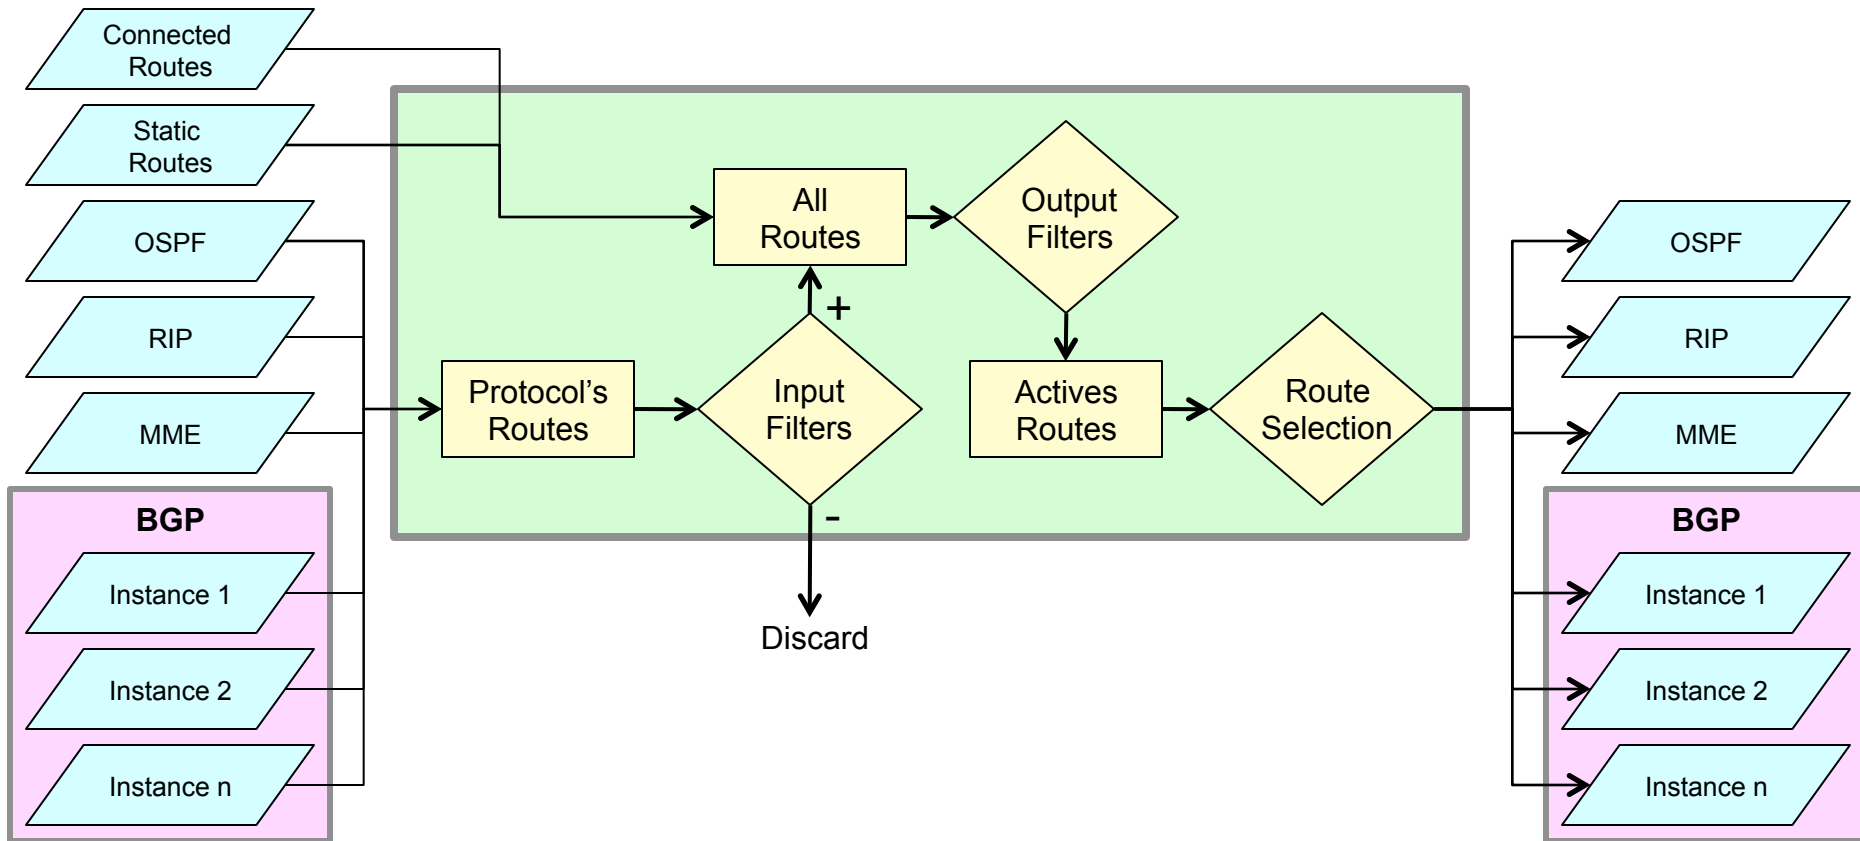 Connected
Routes
Static
Routes
OSPF
RIP
MME
BGP
Instance 1
Instance 2
Instance n
All
Routes
Output
Filters
+
Protocol's
Routes
Input
Filters
-
Discard
Actives
Routes
Route
Selection
OSPF
RIP
MME
BGP
Instance 1
Instance 2
Instance n